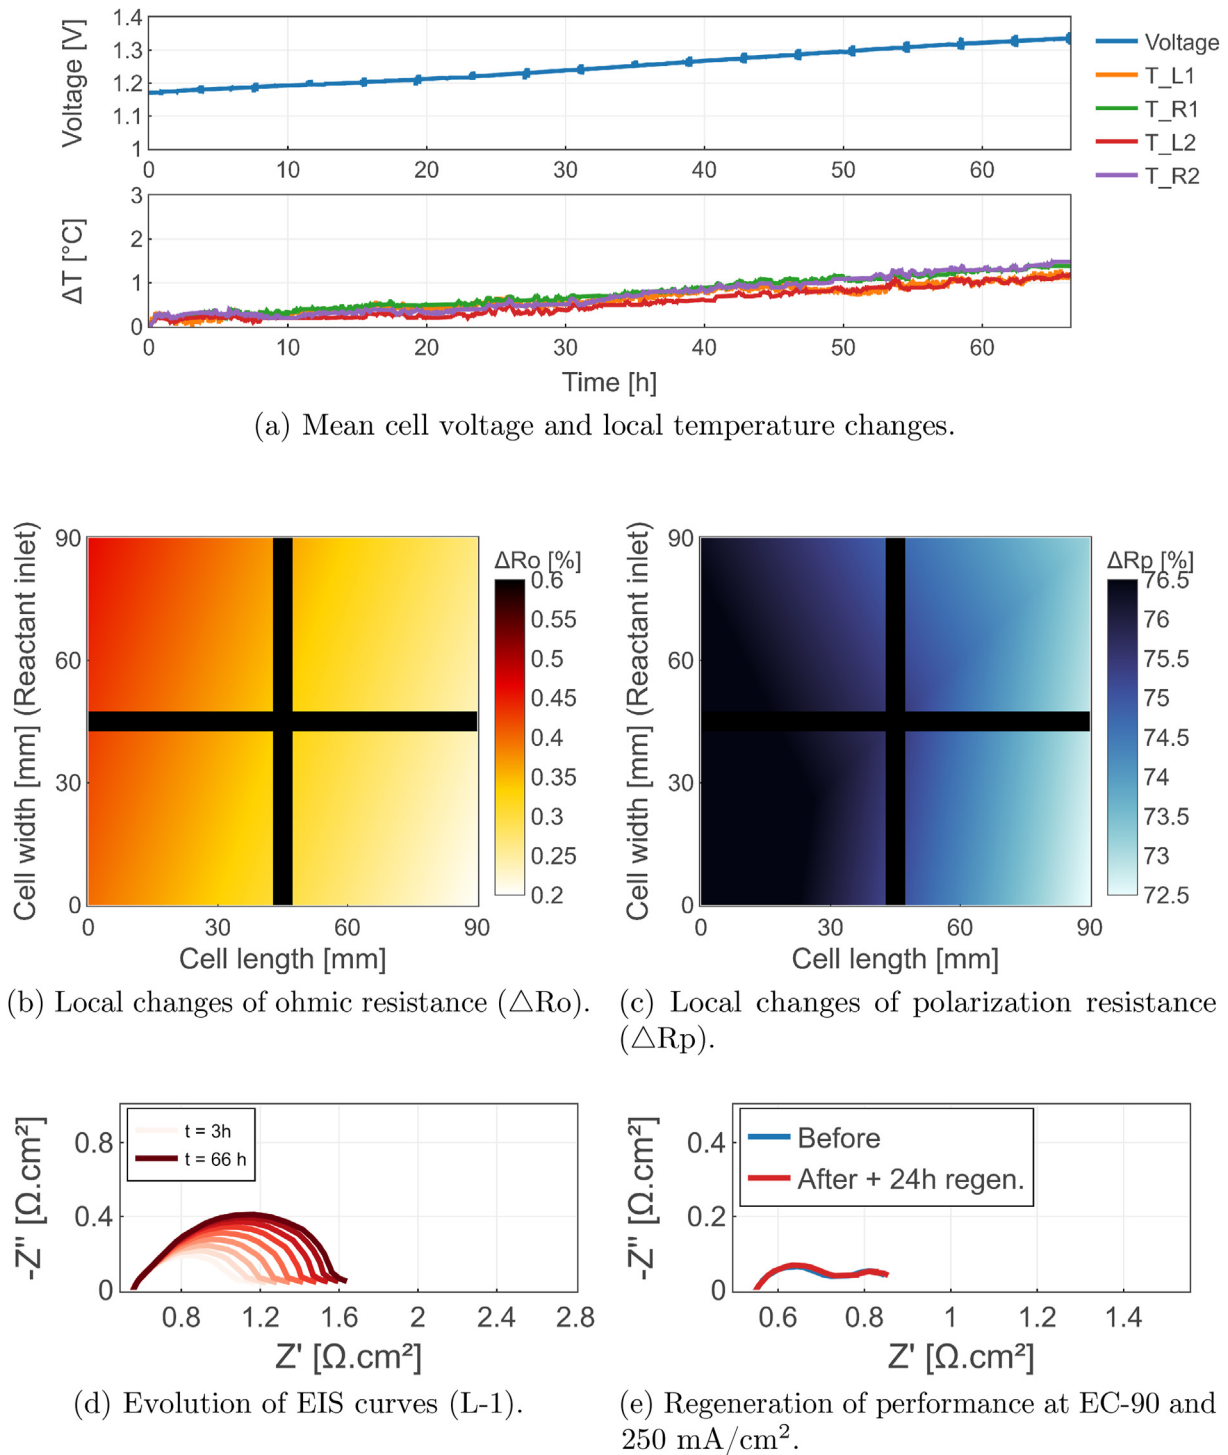 1.4
1.3
1.2
1.1
1
Voltage [V]
0
10
20
30
40
50
60
Voltage
T_L1
T_R1
T_L2
T_R2
3
2
1
0
ΔT [°C]
0
10
20
30
40
50
60
Time [h]
(a) Mean cell voltage and local temperature changes.
Cell width [mm] (Reactant inlet)
90
60
30
0
0
30
60
90
Cell length [mm]
ΔRo [%]
0.6
0.55
0.5
0.45
0.4
0.35
0.3
0.25
0.2
(b) Local changes of ohmic resistance (△Ro).
Cell width [mm] (Reactant inlet)
90
60
30
0
0
30
60
90
Cell length [mm]
ΔRp [%]
76.5
76
75.5
75
74.5
74
73.5
73
72.5
(c) Local changes of polarization resistance
(△Rp).
-Z" [Ω.cm²]
0.8
0.4
0
t = 3h
t = 66 h
0.8
1.2
1.6
2
2.4
2.8
Z' [Ω.cm²]
(d) Evolution of EIS curves (L-1).
-Z" [Ω.cm²]
0.4
0.2
0
Before
After + 24h regen.
0.6
0.8
1
1.2
1.4
Z' [Ω.cm²]
(e) Regeneration of performance at EC-90 and
250 mA/cm².